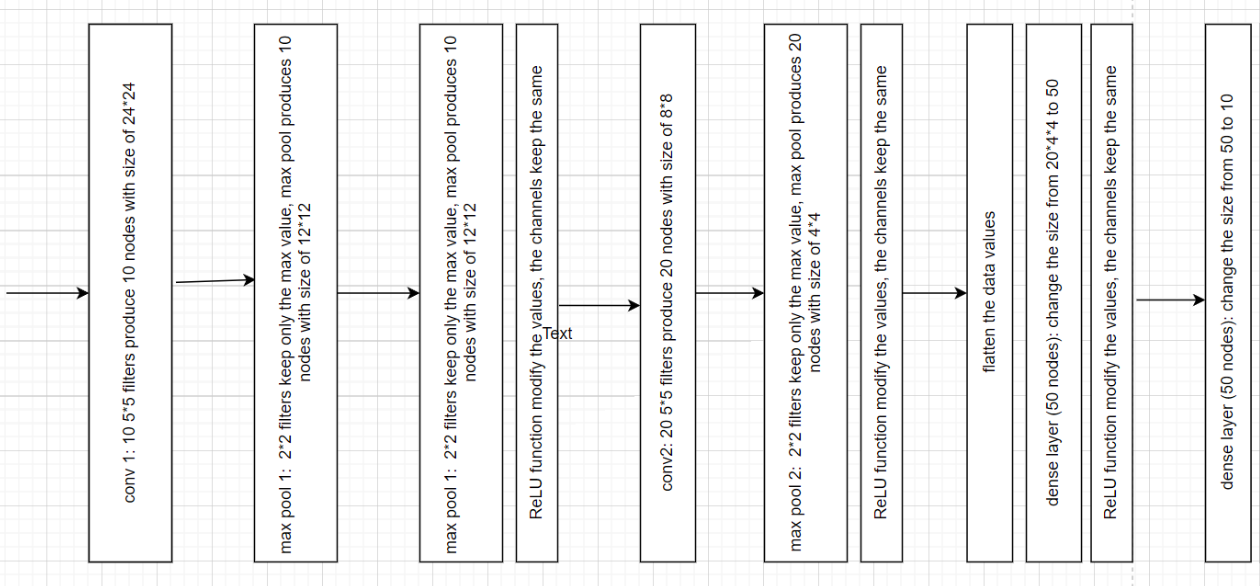 conv 1: 10 5*5 filters produce 10 nodes with size of 24*24
max pool 1:  2*2 filters keep only the max value, max pool produces 10
nodes with size of 12*12
max pool 1:  2*2 filters keep only the max value, max pool produces 10
nodes with size of 12*12
ReLU function modify the values, the channels keep the same
Text
conv2: 20 5*5 filters produce 20 nodes with size of 8*8
max pool 2:  2*2 filters keep only the max value, max pool produces 20
nodes with size of 4*4
ReLU function modify the values, the channels keep the same
flatten the data values
dense layer (50 nodes): change the size from 20*4*4 to 50
ReLU function modify the values, the channels keep the same
dense layer (50 nodes): change the size from 50 to 10